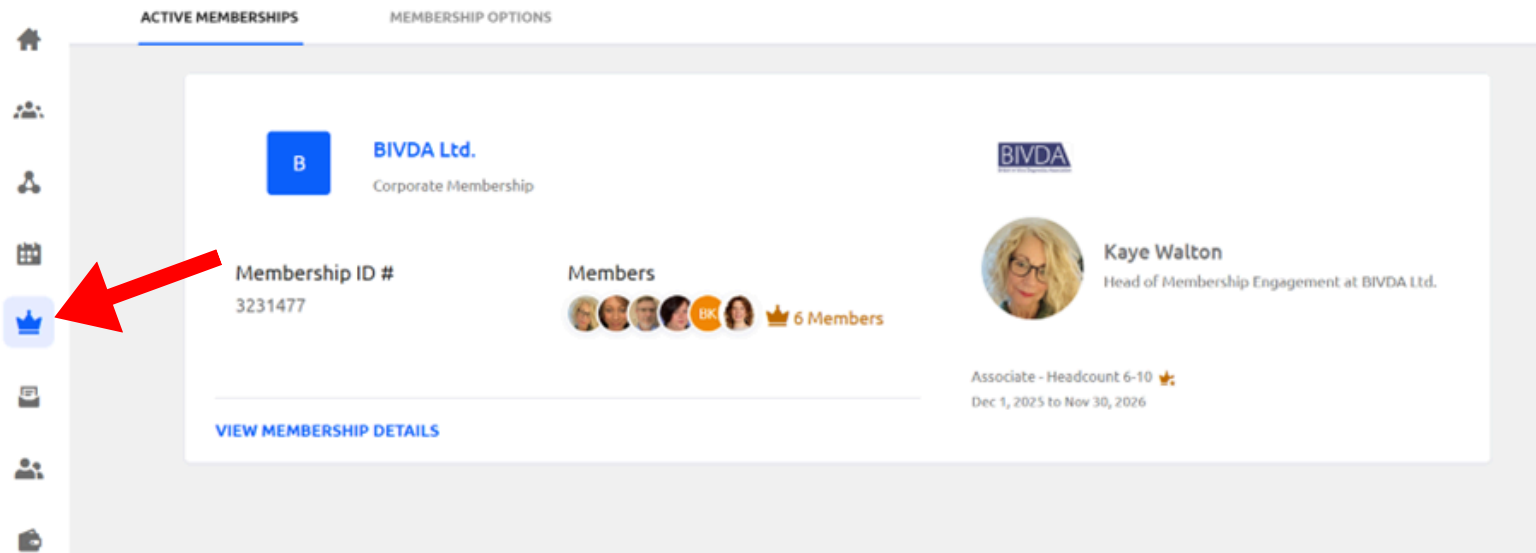 ACTIVE MEMBERSHIPS
MEMBERSHIP OPTIONS
B
BIVDA Ltd.
Corporate Membership
BIVDA
Kaye Walton
Head of Membership Engagement at BIVDA Ltd.
Membership ID #
3231477
Members
BK
6 Members
Associate - Headcount 6-10
Dec 1, 2025 to Nov 30, 2026
VIEW MEMBERSHIP DETAILS